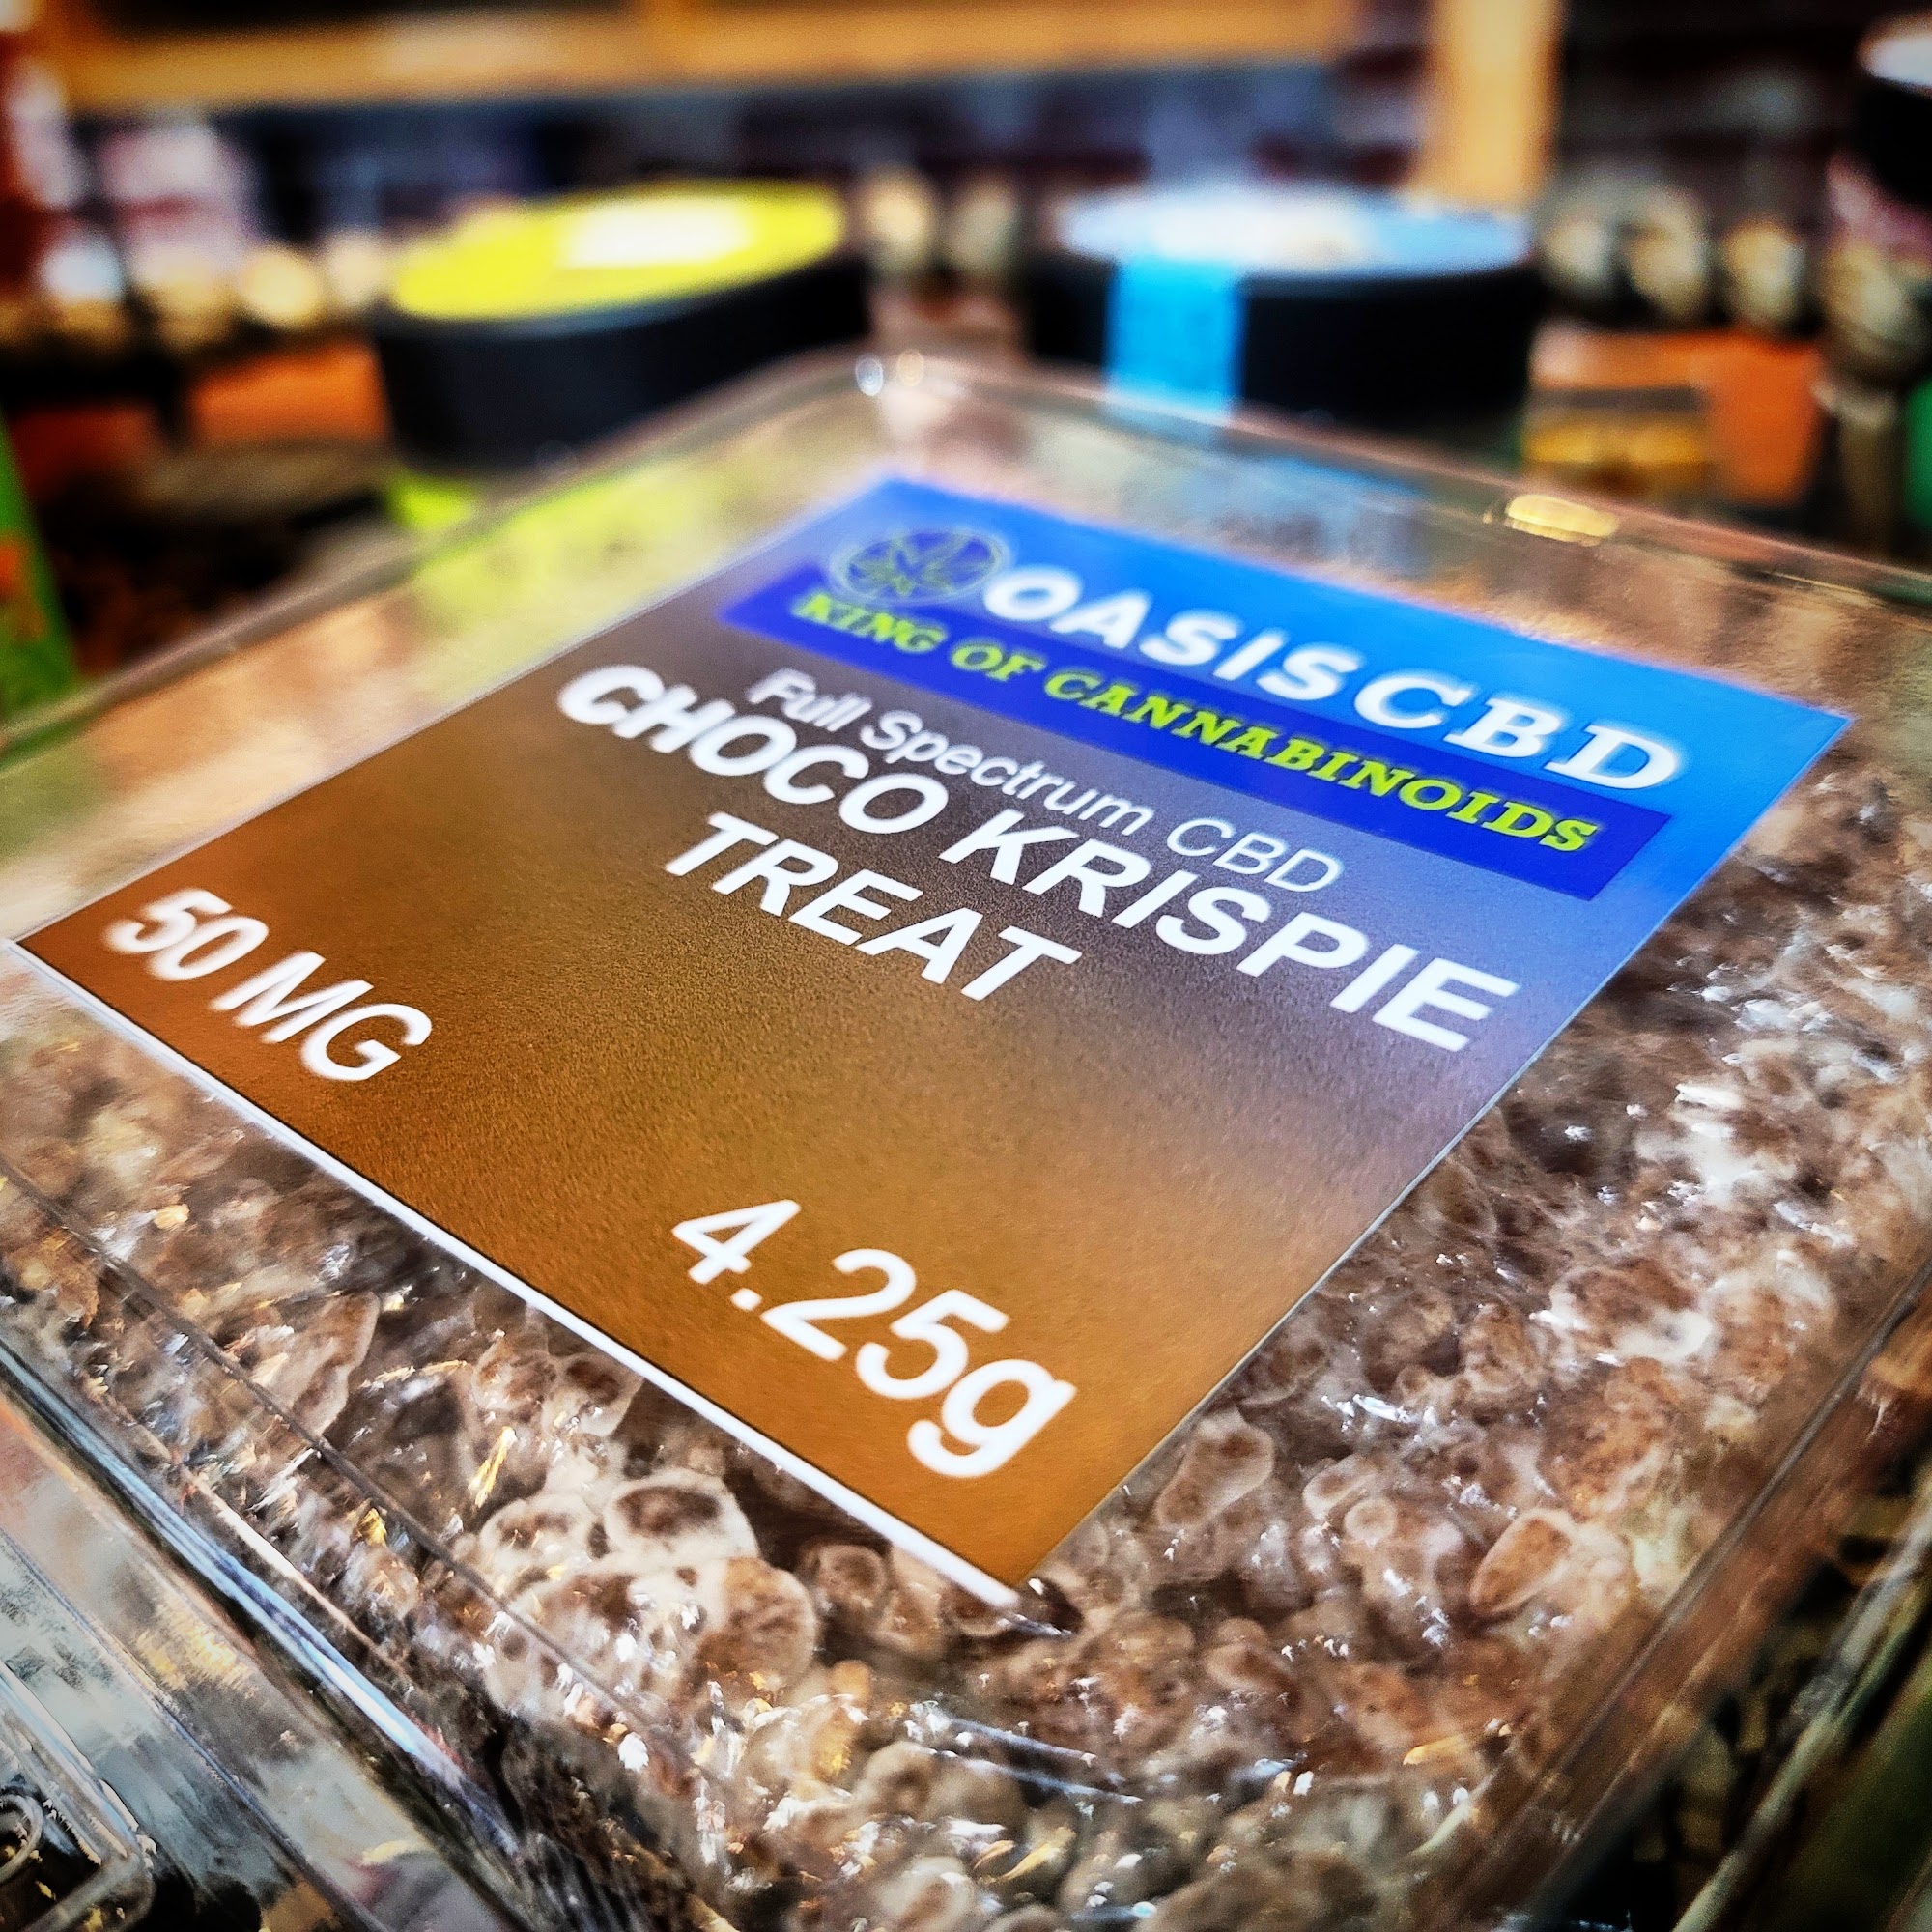 OASIS CBD
KING OF CANNABINOIDS
Full Spectrum CBD
CHOCO KRISPIE
TREAT
50 MG
4.25g